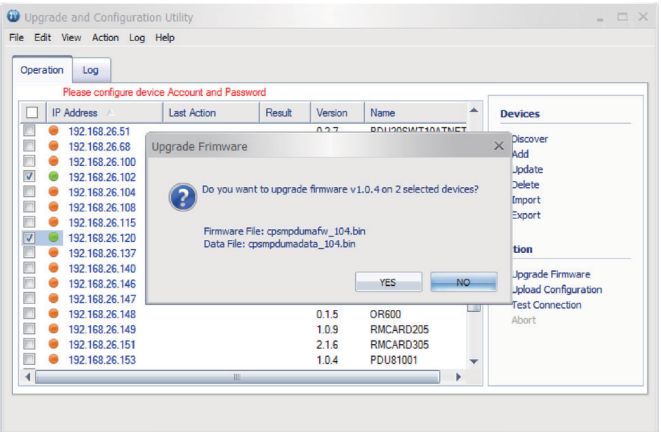 Upgrade and Configuration Utility
File Edit View Action Log Help
Operation Log
Please configure device Account and Password
IP Address Last Action Result Version Name
192.168.26.51 0.2.7 PDU20SWT10ATNET
192.168.26.68
192.168.26.100
192.168.26.102
192.168.26.104
192.168.26.108
192.168.26.115
192.168.26.120
192.168.26.137
192.168.26.140
192.168.26.146
192.168.26.147
192.168.26.148 0.1.5 OR600
192.168.26.149 1.0.9 RMCARD205
192.168.26.151 2.1.6 RMCARD305
192.168.26.153 1.0.4 PDU81001
Upgrade Firmware
Do you want to upgrade firmware v1.0.4 on 2 selected devices?
Firmware File: cpsmpdumafw_104.bin
Data File: cpsmpdumadata_104.bin
YES NO
Devices
Discover
Add
Update
Delete
Import
Export
tion
Upgrade Firmware
Upload Configuration
Test Connection
Abort